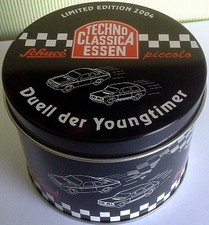 LIMITED EDITION 2004
TECHNO
CLASSICA
ESSEN
Schuco
piccolo
Duell der Youngtimer